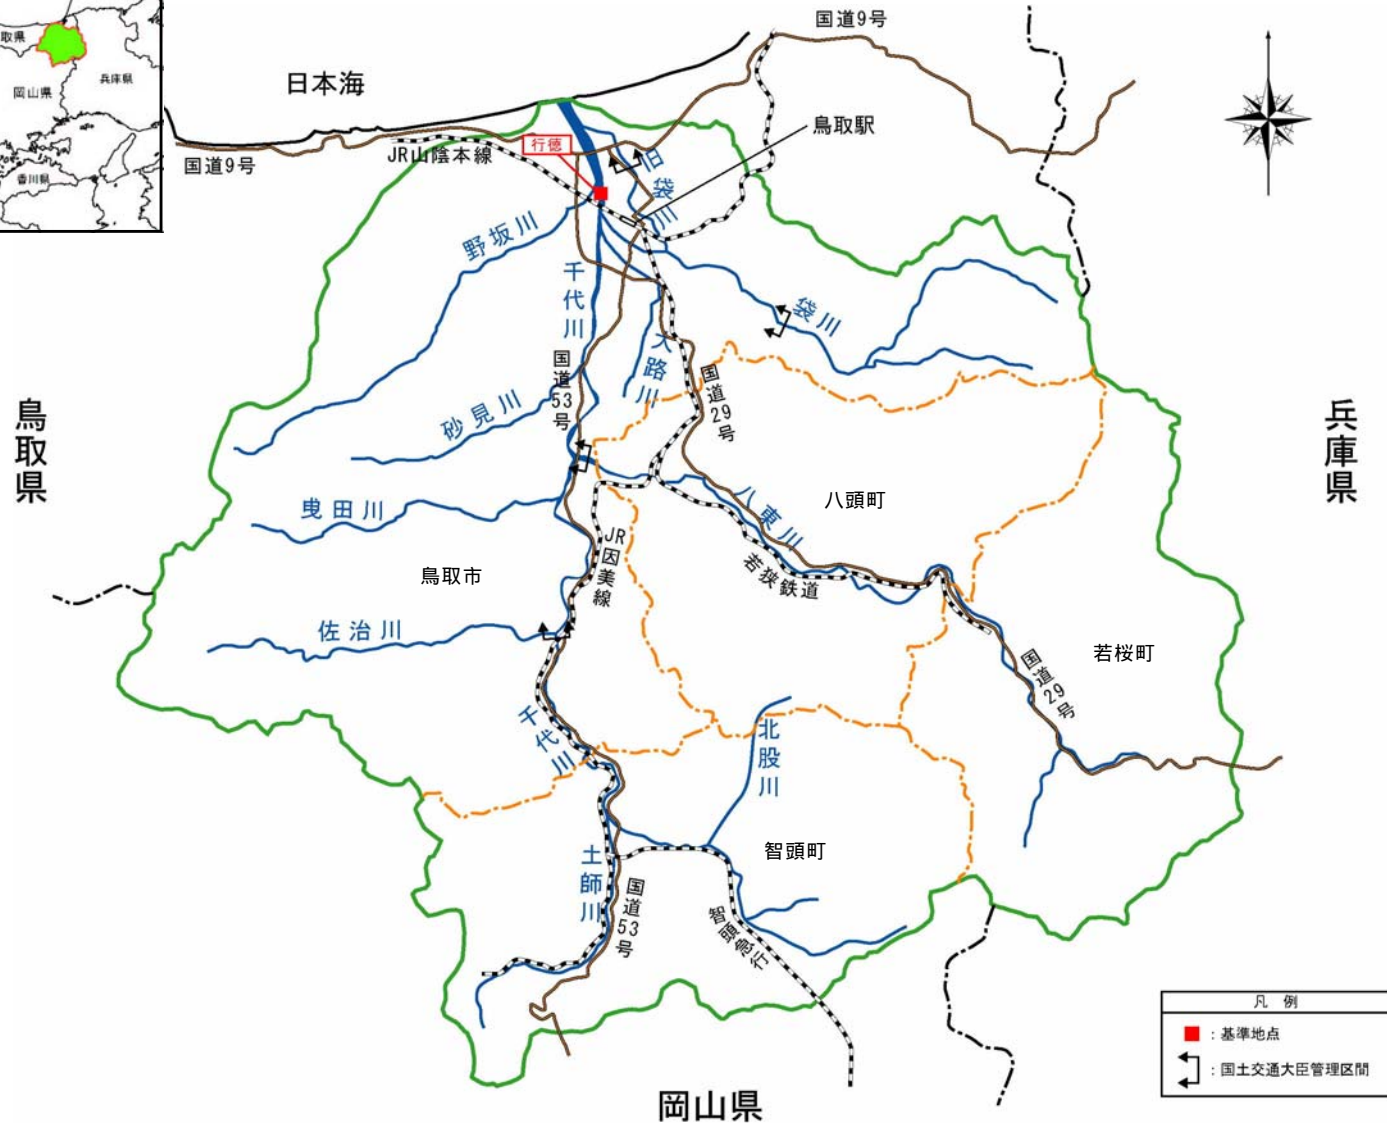 国道9号
取県
兵庫県
岡山県
香川県
日本海
鳥取駅
行徳
JR山陰本線
国道9号
旧袋川
野坂川
千代川
袋川
大路川
国道53号
国道29号
砂見川
鳥取県
兵庫県
曳田川
八東川
八頭町
JR因美線
若狭鉄道
鳥取市
佐治川
若桜町
国道29号
千代川
北股川
智頭町
土師川
国道53号
智頭急行
岡山県
凡 例
：基準地点
：国土交通大臣管理区間